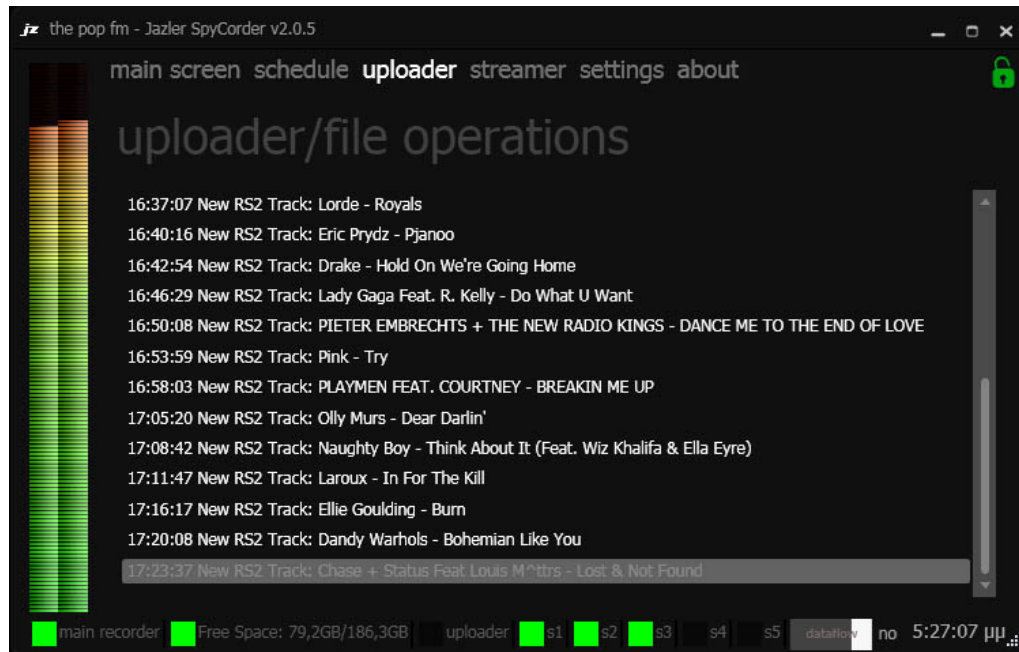 jz the pop fm - Jazler SpyCorder v2.0.5
main screen schedule uploader streamer settings about
uploader/file operations
16:37:07 New RS2 Track: Lorde - Royals
16:40:16 New RS2 Track: Eric Prydz - Pjanoo
16:42:54 New RS2 Track: Drake - Hold On We're Going Home
16:46:29 New RS2 Track: Lady Gaga Feat. R. Kelly - Do What U Want
16:50:08 New RS2 Track: PIETER EMBRECHTS + THE NEW RADIO KINGS - DANCE ME TO THE END OF LOVE
16:53:59 New RS2 Track: Pink - Try
16:58:03 New RS2 Track: PLAYMEN FEAT. COURTNEY - BREAKIN ME UP
17:05:20 New RS2 Track: Olly Murs - Dear Darlin'
17:08:42 New RS2 Track: Naughty Boy - Think About It (Feat. Wiz Khalifa & Ella Eyre)
17:11:47 New RS2 Track: Laroux - In For The Kill
17:16:17 New RS2 Track: Ellie Goulding - Burn
17:20:08 New RS2 Track: Dandy Warhols - Bohemian Like You
17:23:37 New RS2 Track: Chase + Status Feat Louis M^ttrs - Lost & Not Found
main recorder Free Space: 79,2GB/186,3GB uploader s1 s2 s3 s4 s5 dataflow no 5:27:07 μμ